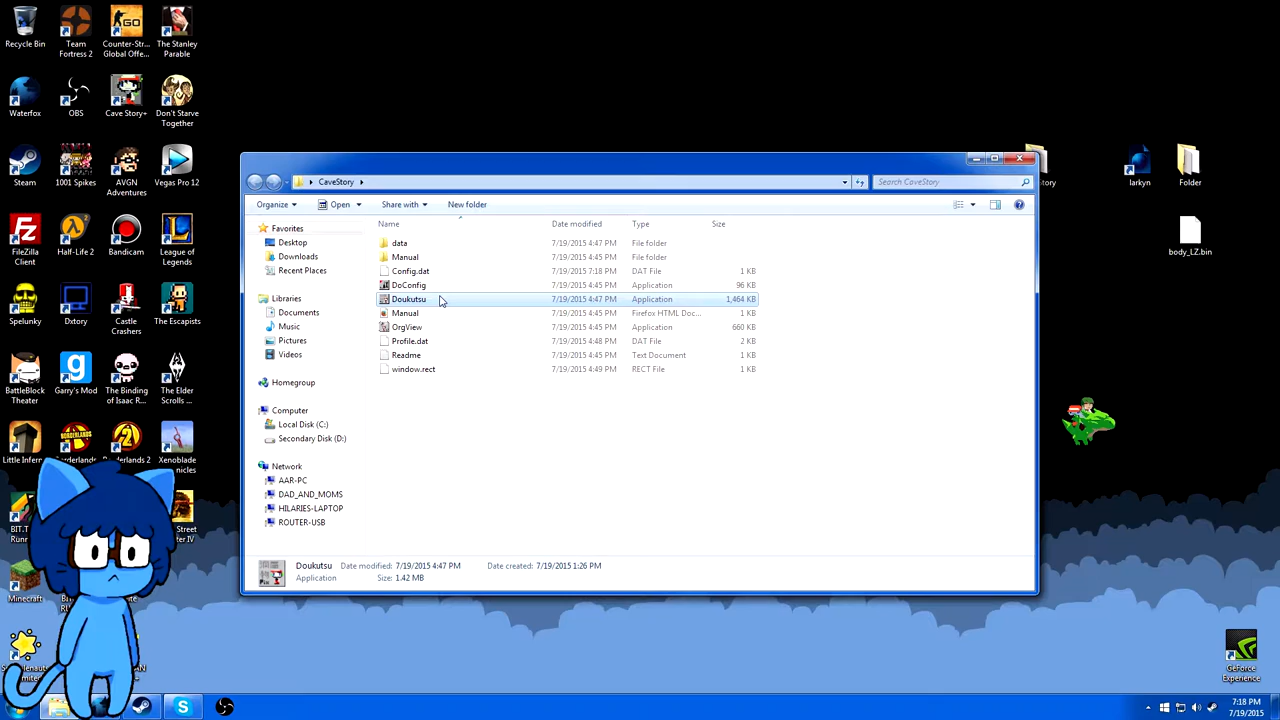 Recycle Bin
Team
Fortress 2
Counter-Str...
Global Offe...
The Stanley
Parable
Waterfox
OBS
Cave Story+
Don't Starve
Together
Steam
1001 Spikes
AVGN
Adventures
Vegas Pro 12
FileZilla
Client
Half-Life 2
Bandicam
League of
Legends
Spelunky
Dxtory
Castle
Crashers
The Escapists
BattleBlock
Theater
Garry's Mod
The Binding
of Isaac R...
The Elder
Scrolls ...
Little Infern
Borderlands 2
Xenoblade
Minecraft
CaveStory
Search CaveStory
Organize
Open
Share with
New folder
Name
Date modified
Type
Size
Favorites
Desktop
Downloads
Recent Places
Libraries
Documents
Music
Pictures
Videos
Homegroup
Computer
Local Disk (C:)
Secondary Disk (D:)
Network
AAR-PC
DAD_AND_MOMS
HILARIES-LAPTOP
ROUTER-USB
data 7/19/2015 4:47 PM File folder
Manual 7/19/2015 4:45 PM File folder
Config.dat 7/19/2015 7:18 PM DAT File 1 KB
DoConfig 7/19/2015 4:45 PM Application 96 KB
Doukutsu 7/19/2015 4:47 PM Application 1,464 KB
Manual 7/19/2015 4:45 PM Firefox HTML Doc... 1 KB
OrgView 7/19/2015 4:45 PM Application 660 KB
Profile.dat 7/19/2015 4:48 PM DAT File 2 KB
Readme 7/19/2015 4:45 PM Text Document 1 KB
window.rect 7/19/2015 4:49 PM RECT File 1 KB
Doukutsu Date modified: 7/19/2015 4:47 PM Date created: 7/19/2015 1:26 PM
Application Size: 1.42 MB
larkyn
Folder
body_LZ.bin
GeForce
Experience
7:18 PM
7/19/2015